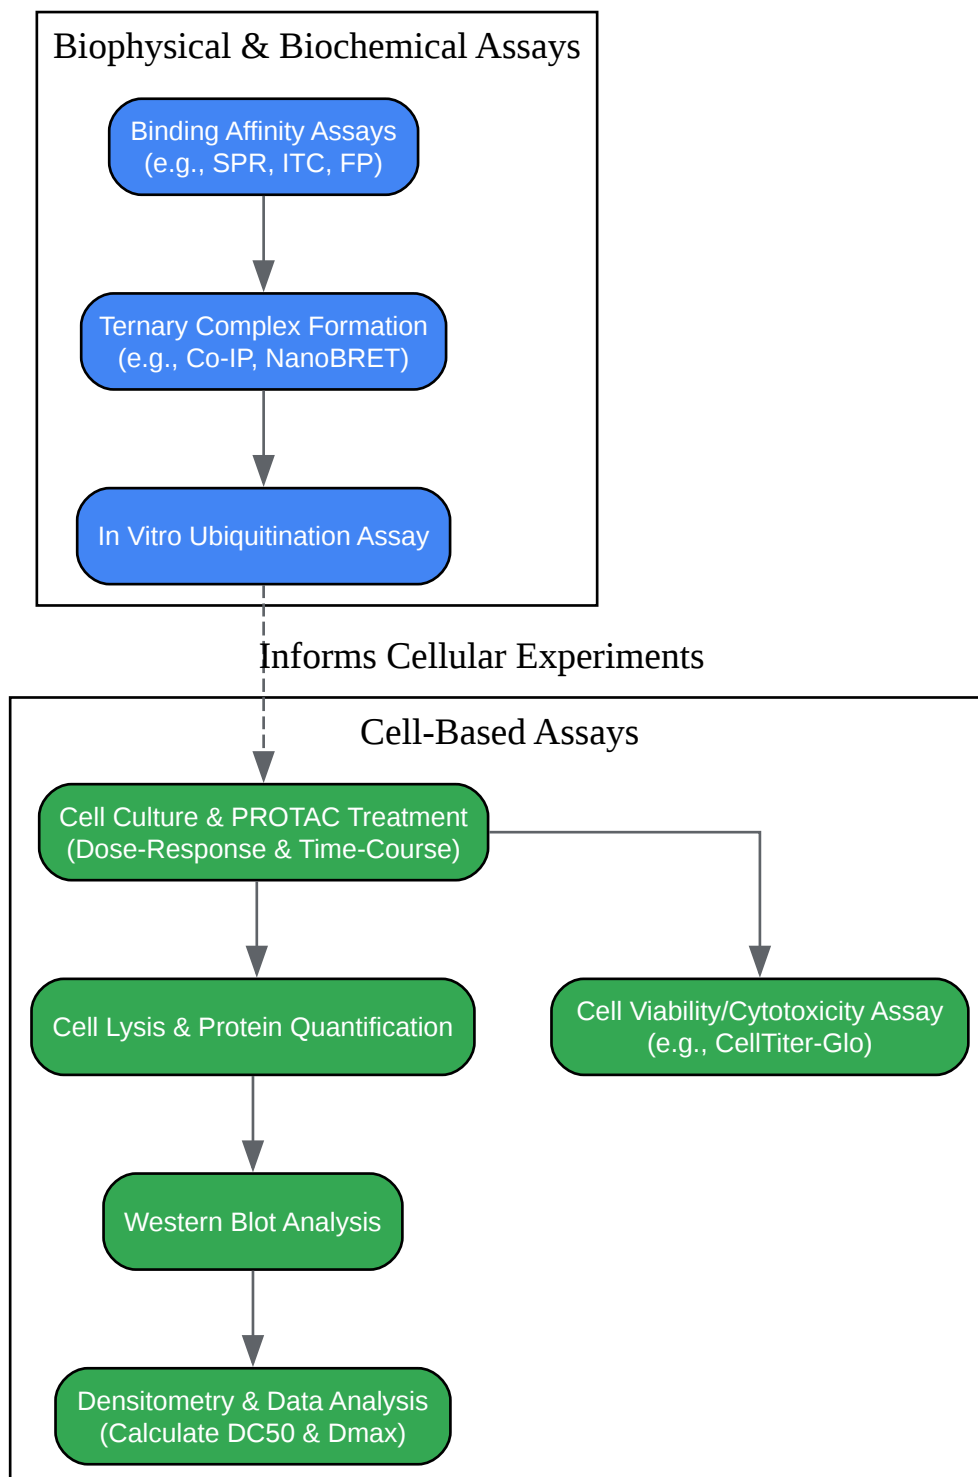 Biophysical & Biochemical Assays
Binding Affinity Assays
(e.g., SPR, ITC, FP)
Ternary Complex Formation
(e.g., Co-IP, NanoBRET)
In Vitro Ubiquitination Assay
Informs Cellular Experiments
Cell-Based Assays
Cell Culture & PROTAC Treatment
(Dose-Response & Time-Course)
Cell Lysis & Protein Quantification
Cell Viability/Cytotoxicity Assay
(e.g., CellTiter-Glo)
Western Blot Analysis
Densitometry & Data Analysis
(Calculate DC50 & Dmax)